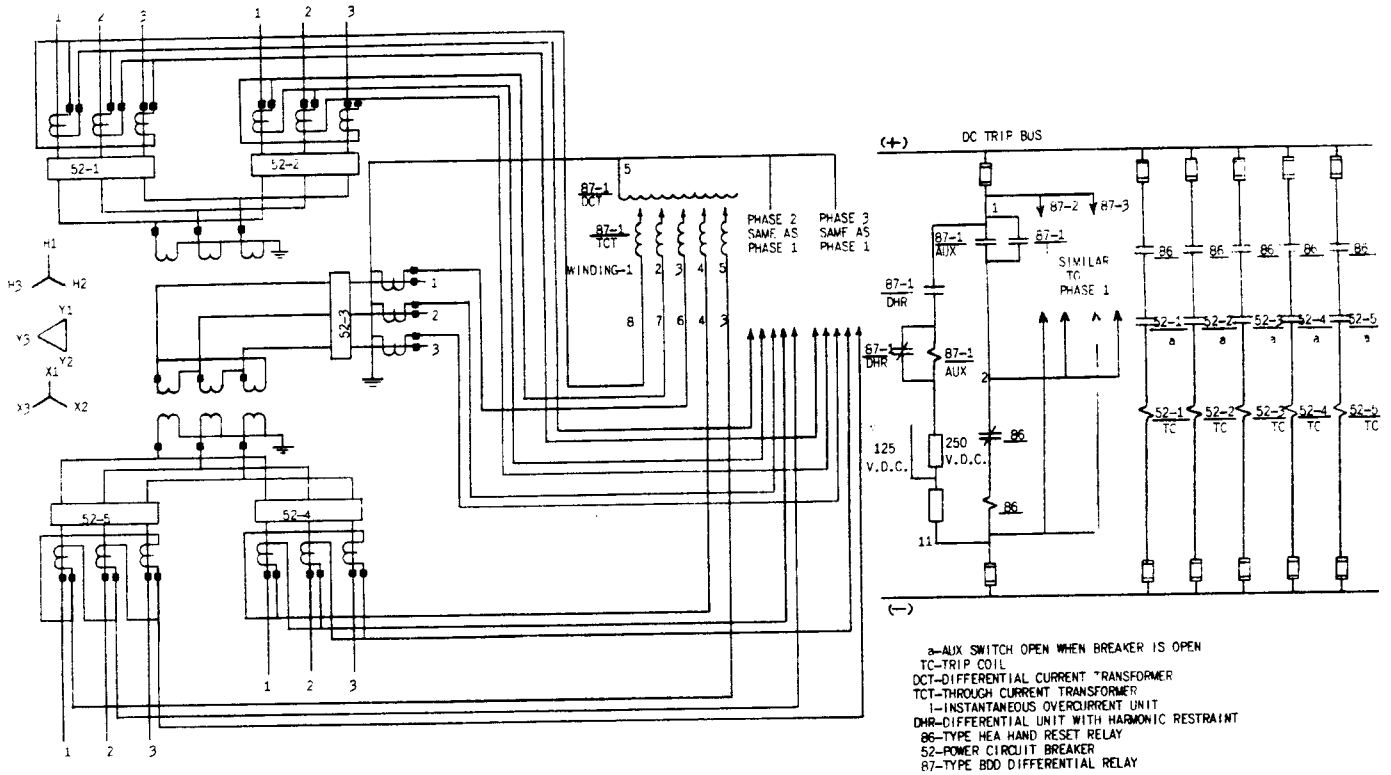 1 2 3
1 2 3
52-1
52-2
H1
H3 H2
Y1
Y3
Y2
X1
X3 X2
52-3
1
2
3
52-5
52-4
1 2 3
1 2 3
5
87-1
DCT
87-1
TCT
WINDING-1 2 3 4 5
8 7 6 4 3
PHASE 2
SAME AS
PHASE 1
PHASE 3
SAME AS
PHASE 1
(+) DC TRIP BUS
1
87-2 87-3
87-1
AUX
87-1
SIMILAR
TO
PHASE 1
87-1
DHR
87-1
DHR
87-1
AUX
2
86
125
V.D.C.
250
V.D.C.
86
11
86 86 86 86 86
52-1
a
52-2
a
52-3
a
52-4
a
52-5
a
52-1
TC
52-2
TC
52-3
TC
52-4
TC
52-5
TC
(-)
a-AUX SWITCH OPEN WHEN BREAKER IS OPEN
TC-TRIP COIL
DCT-DIFFERENTIAL CURRENT TRANSFORMER
TCT-THROUGH CURRENT TRANSFORMER
I-INSTANTANEOUS OVERCURRENT UNIT
DHR-DIFFERENTIAL UNIT WITH HARMONIC RESTRAINT
86-TYPE HEA HAND RESET RELAY
52-POWER CIRCUIT BREAKER
87-TYPE BDD DIFFERENTIAL RELAY